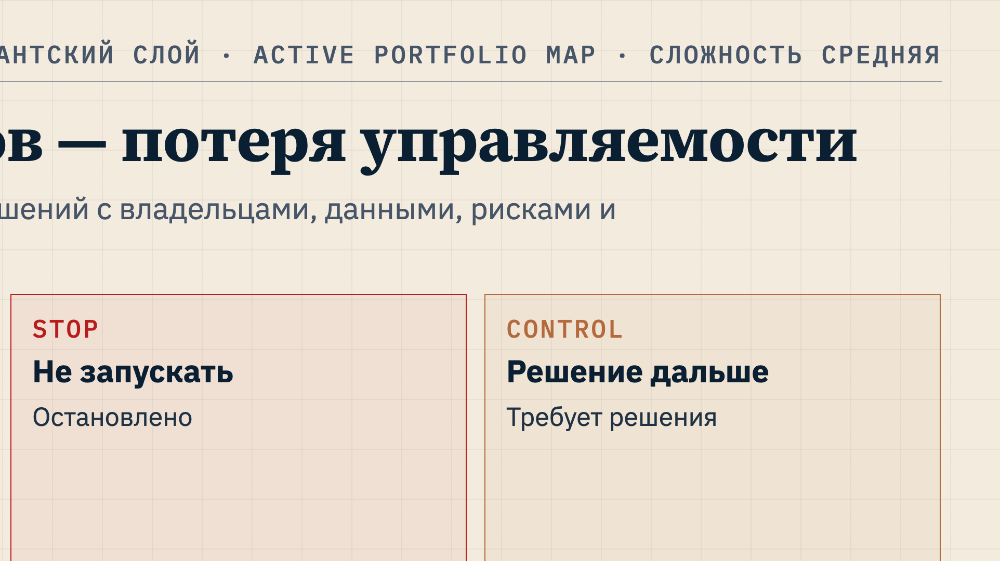 АНТСКИЙ СЛОЙ · ACTIVE PORTFOLIO MAP · СЛОЖНОСТЬ СРЕДНЯЯ
ов — потеря управляемости
шений с владельцами, данными, рисками и
STOP
Не запускать
Остановлено
CONTROL
Решение дальше
Требует решения